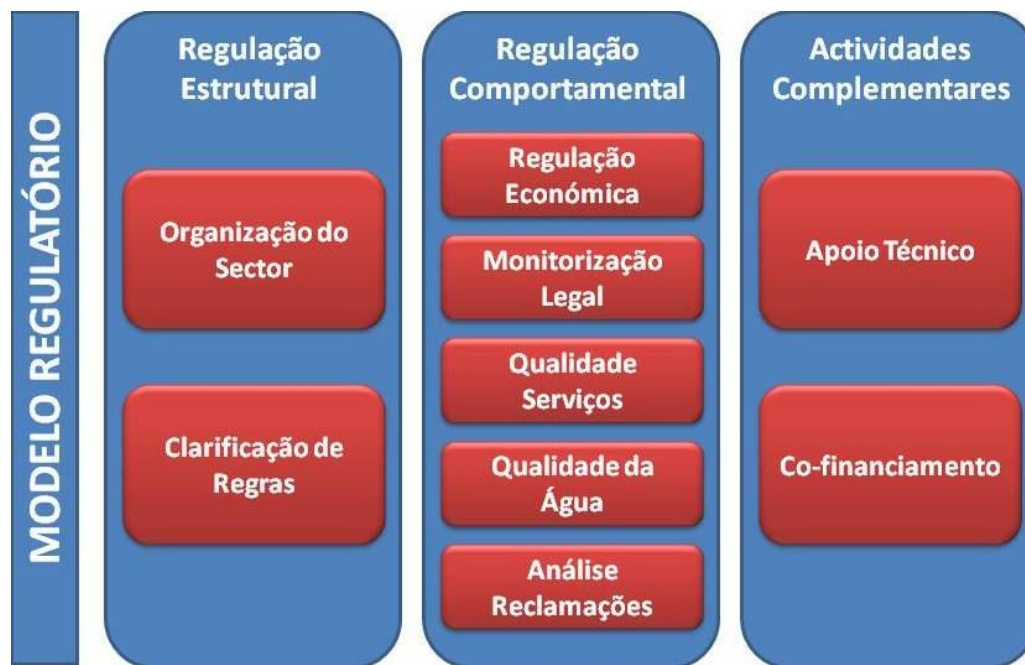 MODELO REGULATÓRIO
Regulação
Estrutural
Organização do
Sector
Clarificação de
Regras
Regulação
Comportamental
Regulação
Económica
Monitorização
Legal
Qualidade
Serviços
Qualidade da
Água
Análise
Reclamações
Actividades
Complementares
Apoio Técnico
Co-financiamento